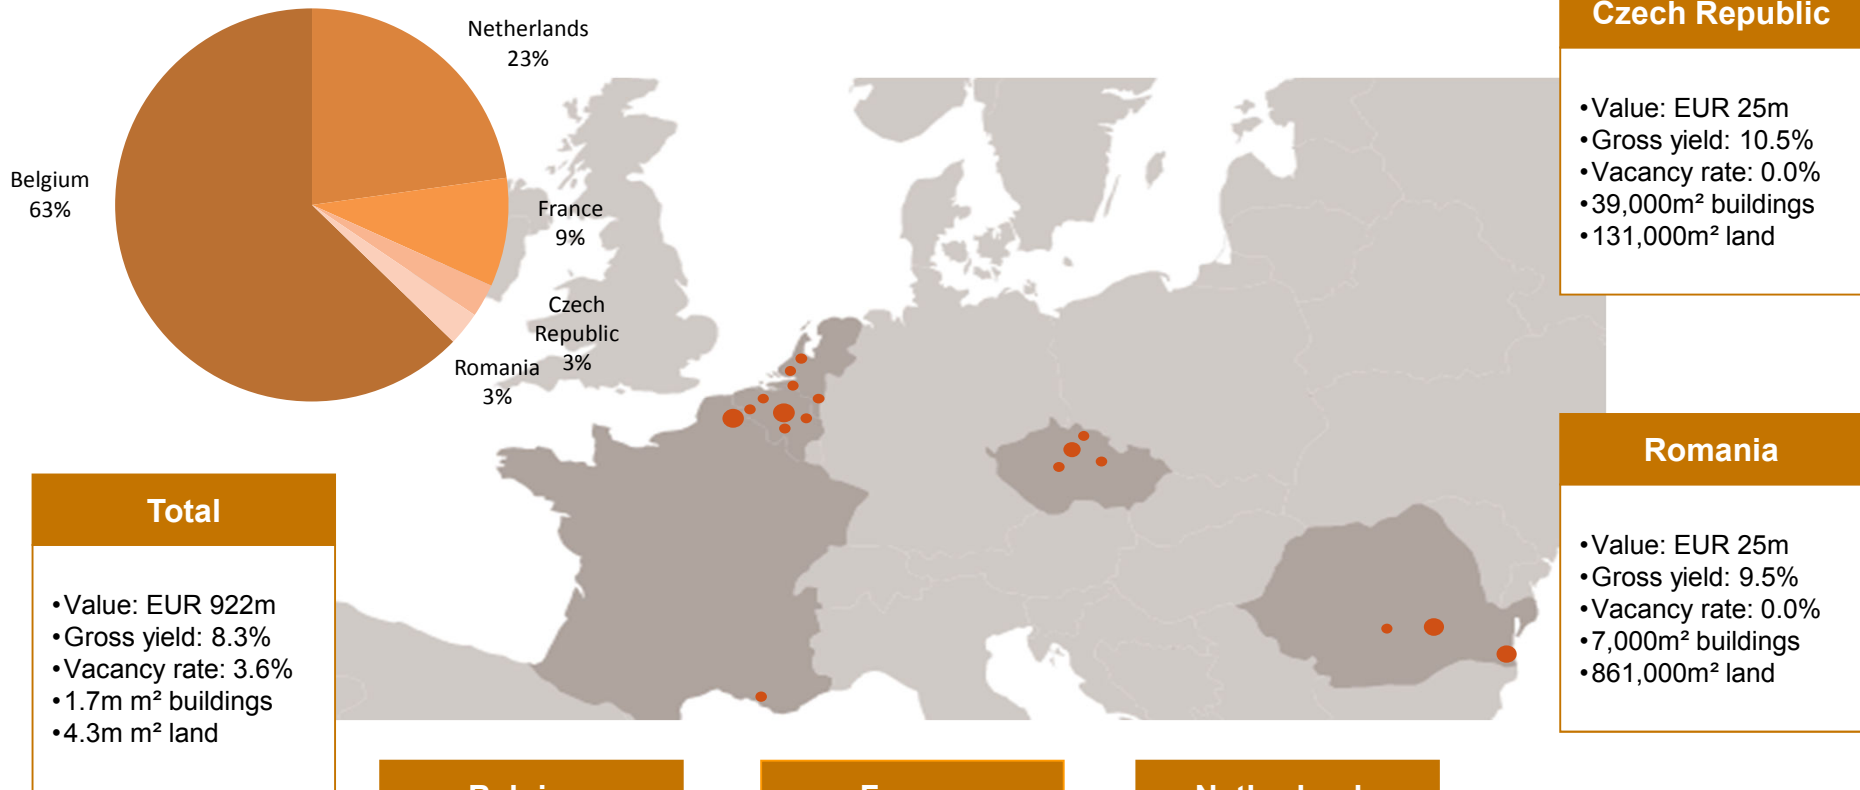 Netherlands
23%
Belgium
63%
France
9%
Czech
Republic
3%
Romania
3%
Czech Republic
•Value: EUR 25m
•Gross yield: 10.5%
•Vacancy rate: 0.0%
•39,000m² buildings
•131,000m² land
Romania
•Value: EUR 25m
•Gross yield: 9.5%
•Vacancy rate: 0.0%
•7,000m² buildings
•861,000m² land
Total
•Value: EUR 922m
•Gross yield: 8.3%
•Vacancy rate: 3.6%
•1.7m m² buildings
•4.3m m² land